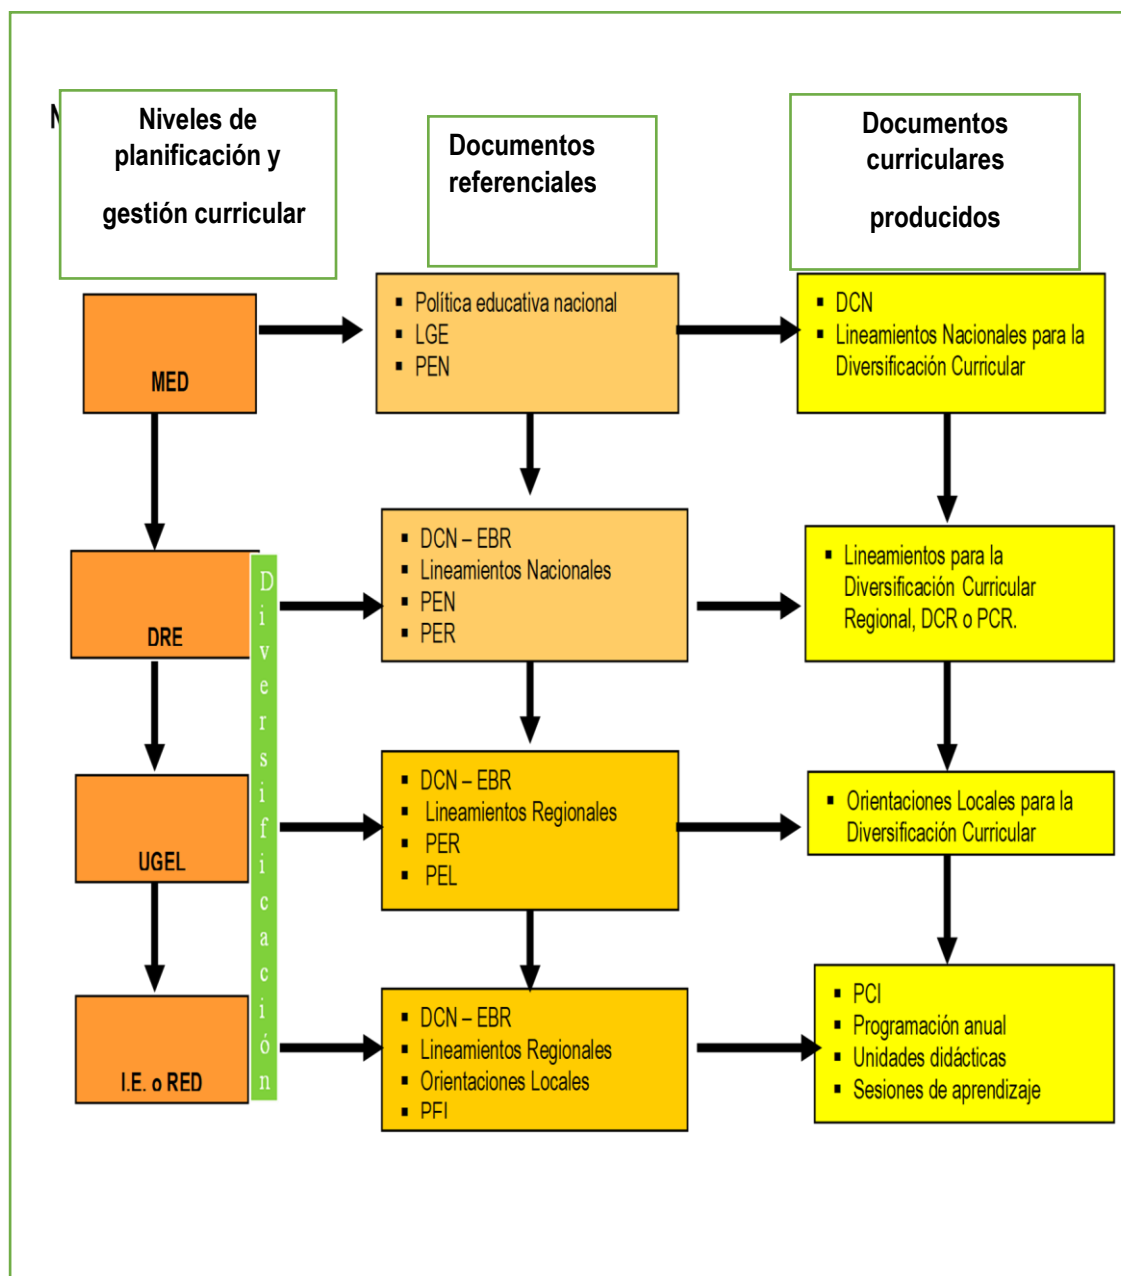 N
Niveles de
planificación y
gestión curricular
Documentos
referenciales
Documentos
curriculares
producidos
MED
▪ Política educativa nacional
▪ LGE
▪ PEN
▪ DCN
▪ Lineamientos Nacionales para la
Diversificación Curricular
DRE
▪ DCN – EBR
▪ Lineamientos Nacionales
▪ PEN
▪ PER
▪ Lineamientos para la
Diversificación Curricular
Regional, DCR o PCR.
Diversificación
UGEL
▪ DCN – EBR
▪ Lineamientos Regionales
▪ PER
▪ PEL
▪ Orientaciones Locales para la
Diversificación Curricular
I.E. o RED
▪ DCN – EBR
▪ Lineamientos Regionales
▪ Orientaciones Locales
▪ PEI
▪ PCI
▪ Programación anual
▪ Unidades didácticas
▪ Sesiones de aprendizaje